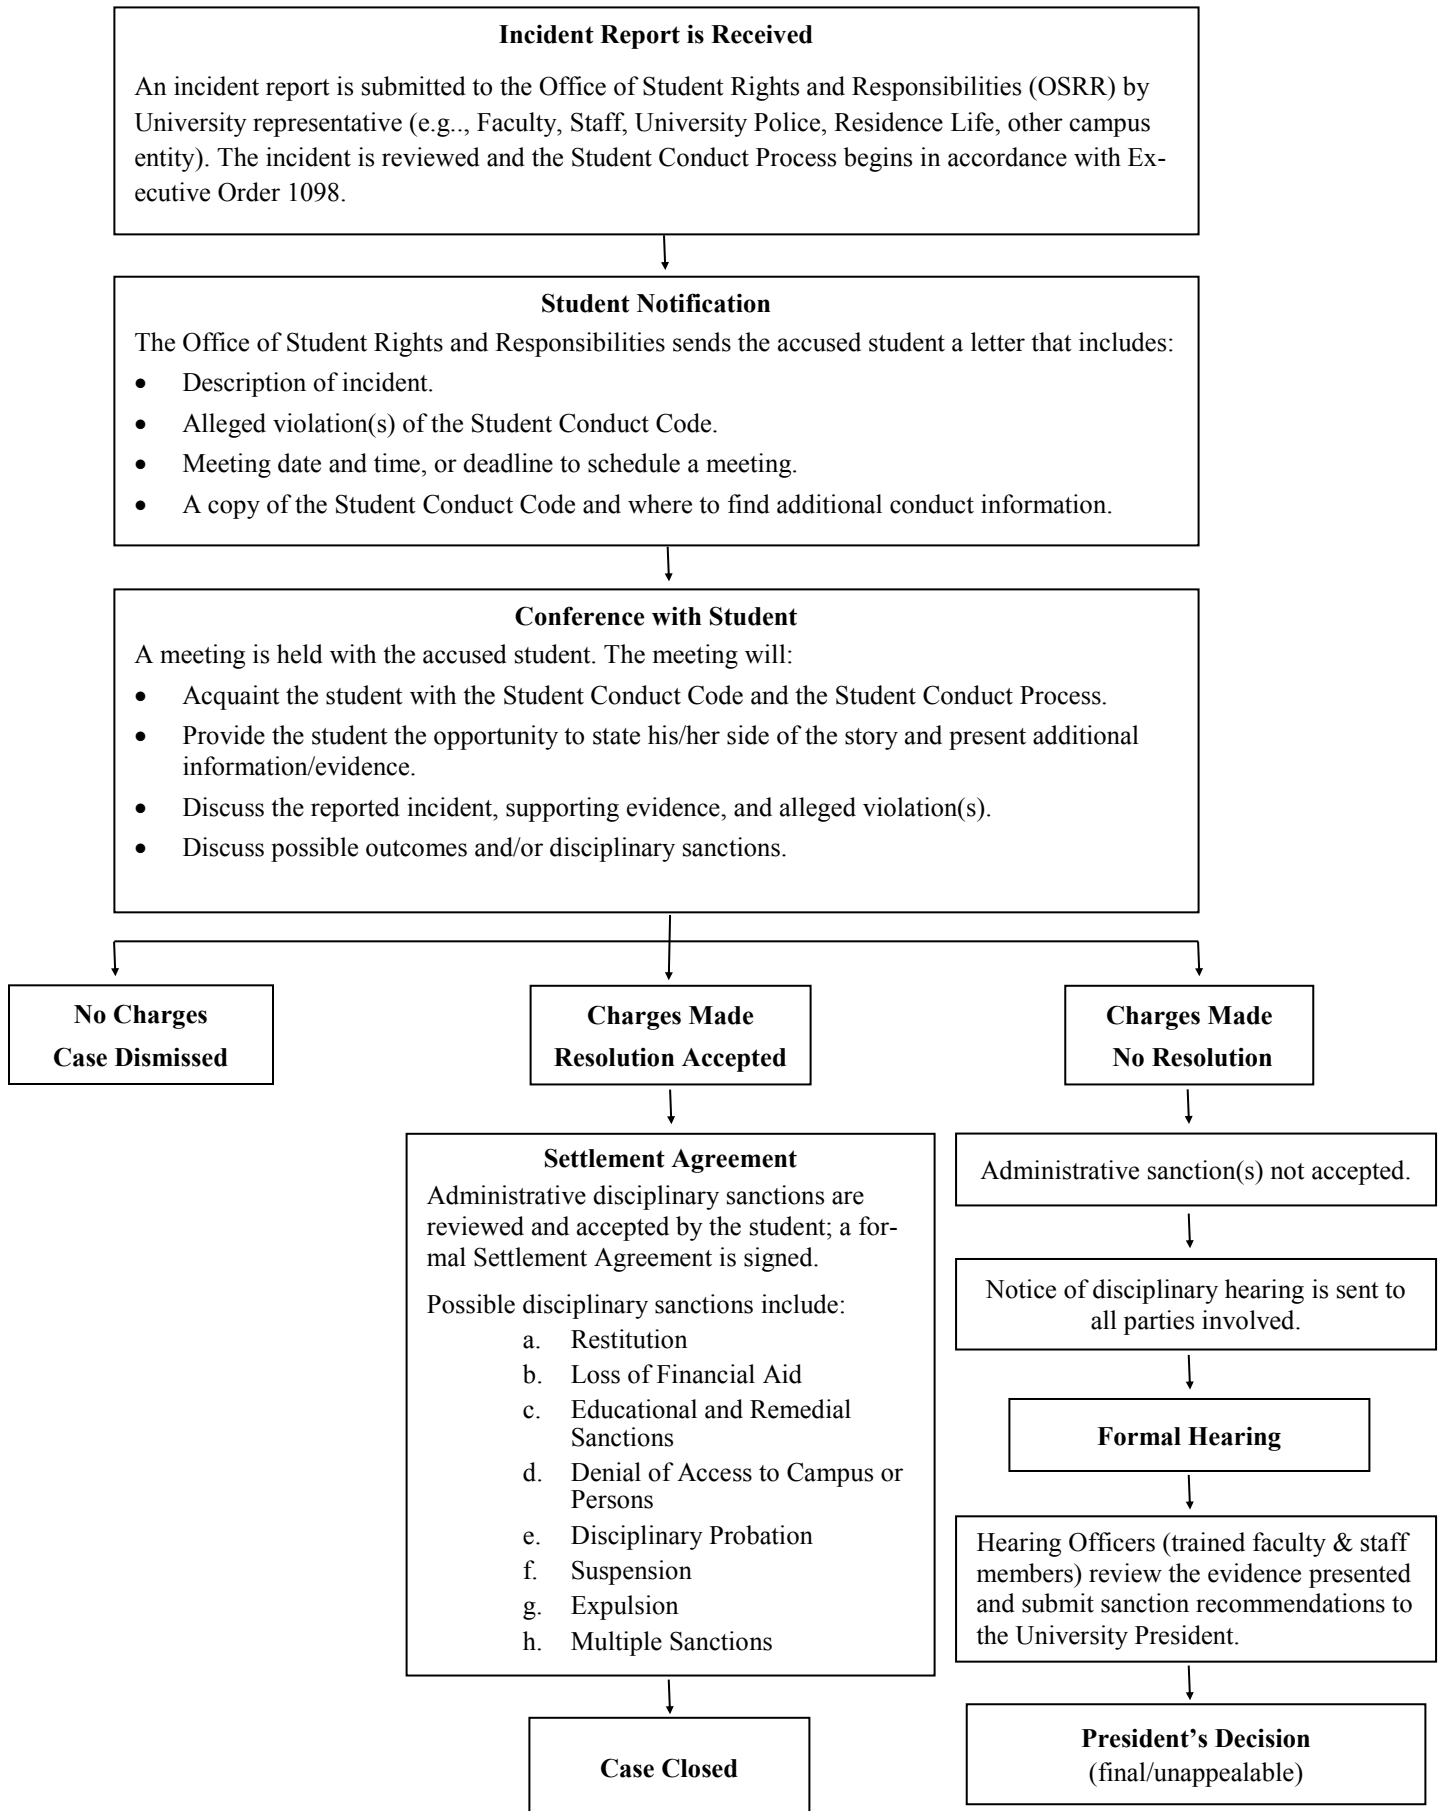 Incident Report is Received
An incident report is submitted to the Office of Student Rights and Responsibilities (OSRR) by
University representative (e.g.., Faculty, Staff, University Police, Residence Life, other campus
entity). The incident is reviewed and the Student Conduct Process begins in accordance with Ex-
ecutive Order 1098.
Student Notification
The Office of Student Rights and Responsibilities sends the accused student a letter that includes:
• Description of incident.
• Alleged violation(s) of the Student Conduct Code.
• Meeting date and time, or deadline to schedule a meeting.
• A copy of the Student Conduct Code and where to find additional conduct information.
Conference with Student
A meeting is held with the accused student. The meeting will:
• Acquaint the student with the Student Conduct Code and the Student Conduct Process.
• Provide the student the opportunity to state his/her side of the story and present additional
information/evidence.
• Discuss the reported incident, supporting evidence, and alleged violation(s).
• Discuss possible outcomes and/or disciplinary sanctions.
No Charges
Case Dismissed
Charges Made
Resolution Accepted
Charges Made
No Resolution
Settlement Agreement
Administrative disciplinary sanctions are
reviewed and accepted by the student; a for-
mal Settlement Agreement is signed.
Possible disciplinary sanctions include:
a. Restitution
b. Loss of Financial Aid
c. Educational and Remedial
Sanctions
d. Denial of Access to Campus or
Persons
e. Disciplinary Probation
f. Suspension
g. Expulsion
h. Multiple Sanctions
Case Closed
Administrative sanction(s) not accepted.
Notice of disciplinary hearing is sent to
all parties involved.
Formal Hearing
Hearing Officers (trained faculty & staff
members) review the evidence presented
and submit sanction recommendations to
the University President.
President’s Decision
(final/unappealable)